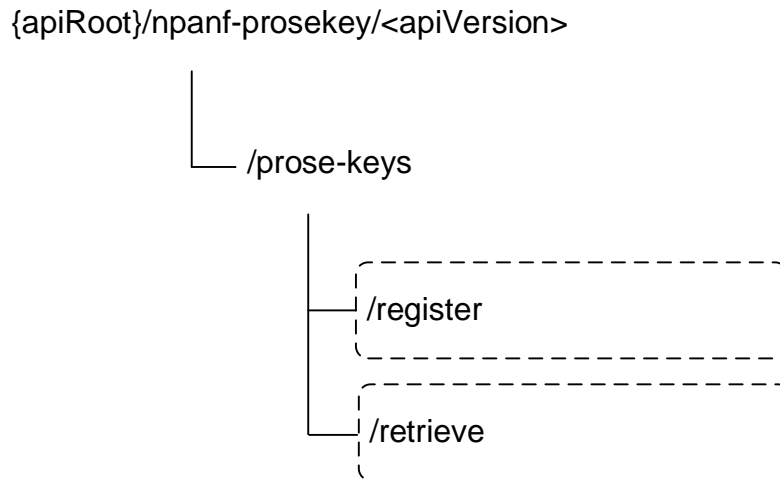 {apiRoot}/npanf-prosekey/<apiVersion>
/prose-keys
/register
/retrieve